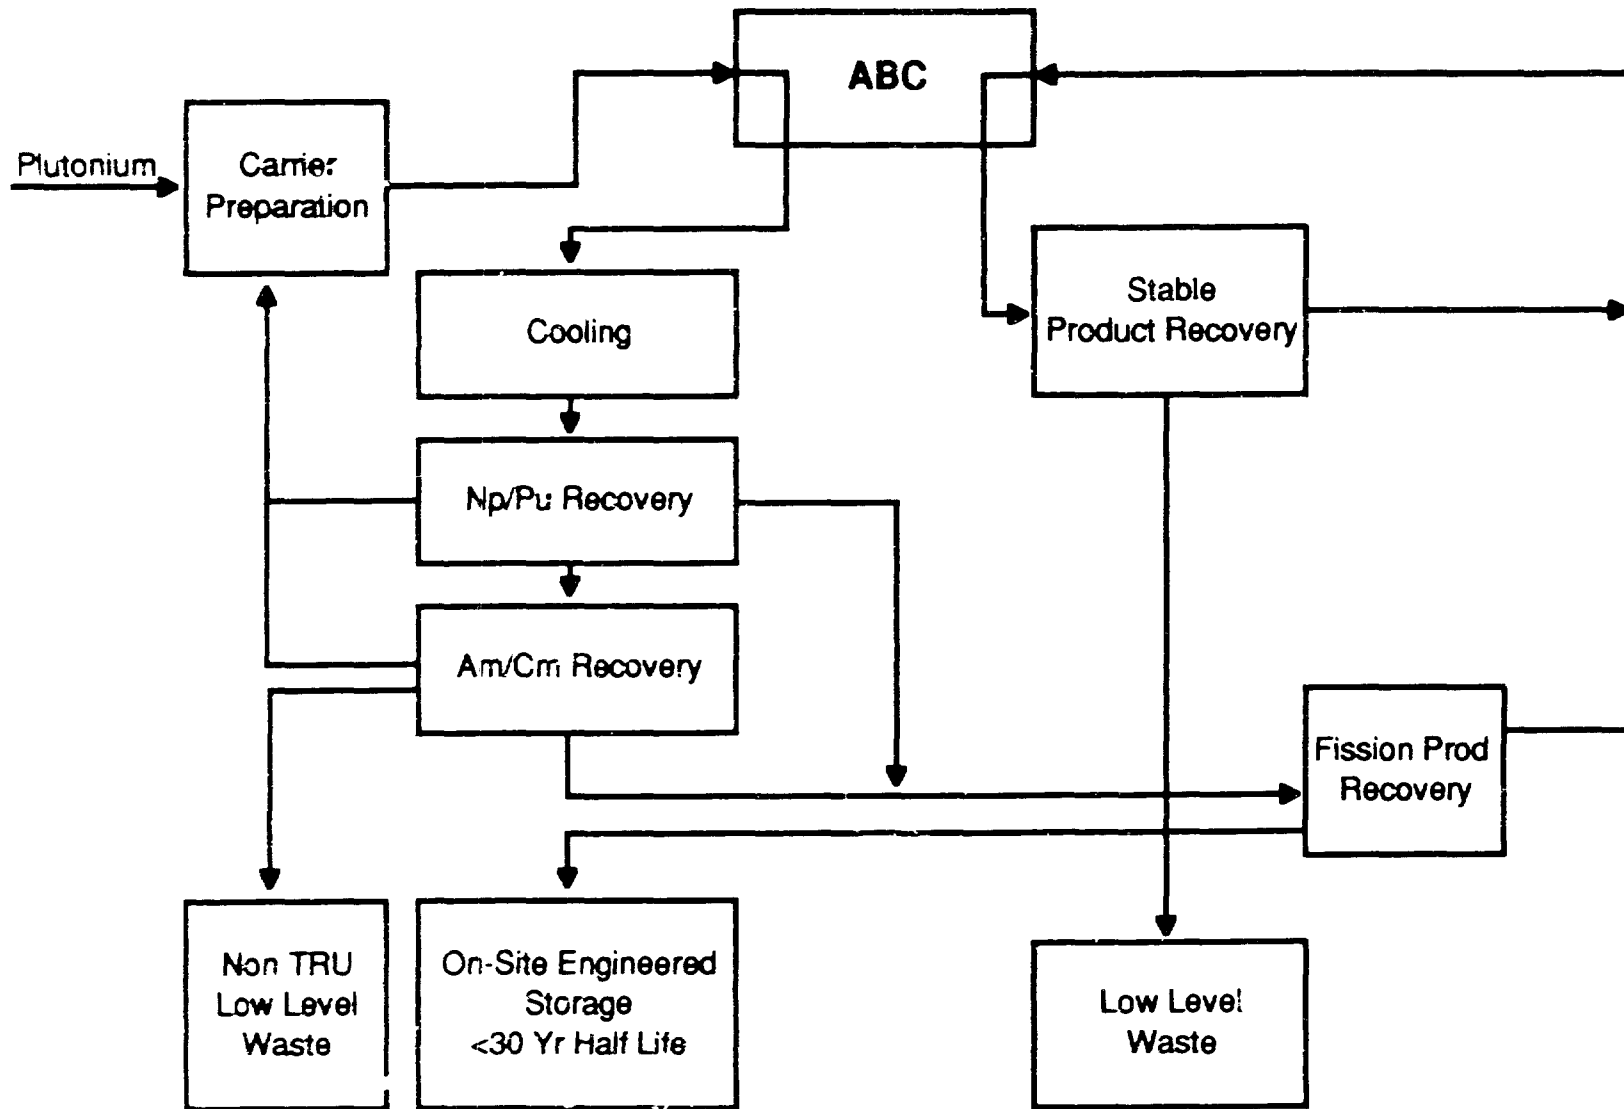 ABC
Plutonium
Carrier
Preparation
Cooling
Stable
Product Recovery
Np/Pu Recovery
Am/Cm Recovery
Fission Prod
Recovery
Non TRU
Low Level
Waste
On-Site Engineered
Storage
<30 Yr Half Life
Low Level
Waste